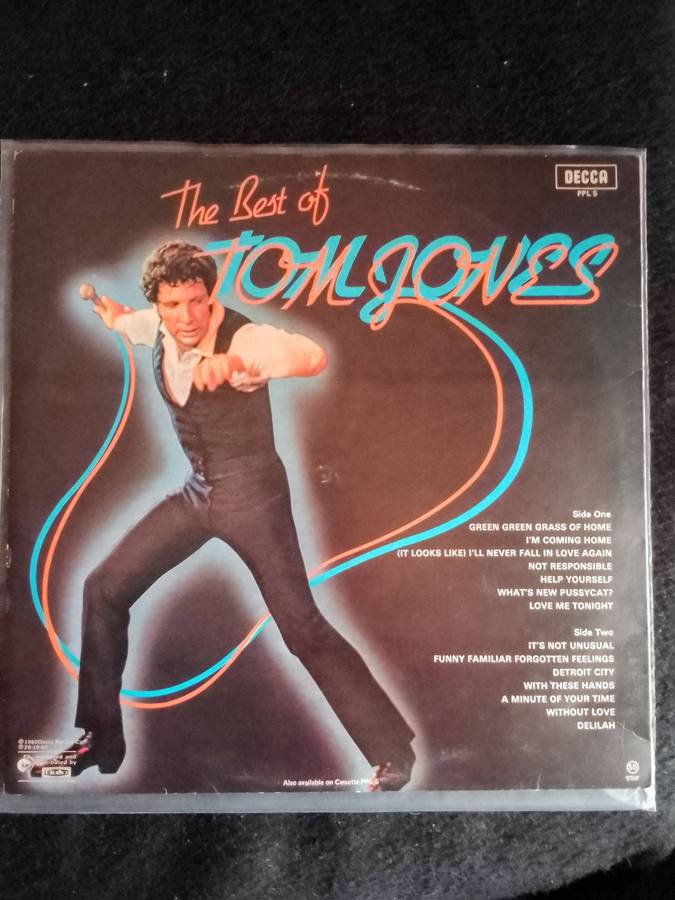 The Best of
TOM JONES
DECCA
PPL 5
Side One
GREEN GREEN GRASS OF HOME
I'M COMING HOME
(IT LOOKS LIKE) I'LL NEVER FALL IN LOVE AGAIN
NOT RESPONSIBLE
HELP YOURSELF
WHAT'S NEW PUSSYCAT?
LOVE ME TONIGHT
Side Two
IT'S NOT UNUSUAL
FUNNY FAMILIAR FORGOTTEN FEELINGS
DETROIT CITY
WITH THESE HANDS
A MINUTE OF YOUR TIME
WITHOUT LOVE
DELILAH
Also available on Cassette